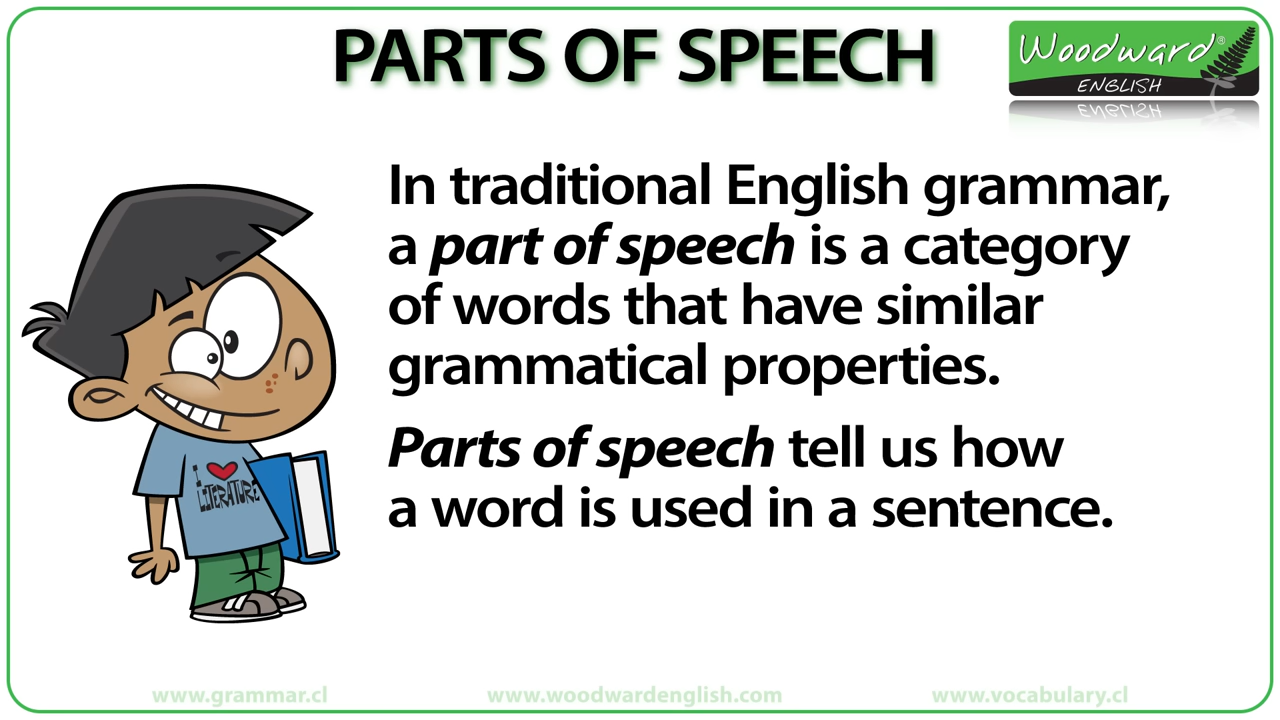 PARTS OF SPEECH
Woodward®
ENGLISH
In traditional English grammar,
a part of speech is a category
of words that have similar
grammatical properties.
Parts of speech tell us how
a word is used in a sentence.
I ❤
LITERATURE
www.grammar.cl
www.woodwardenglish.com
www.vocabulary.cl